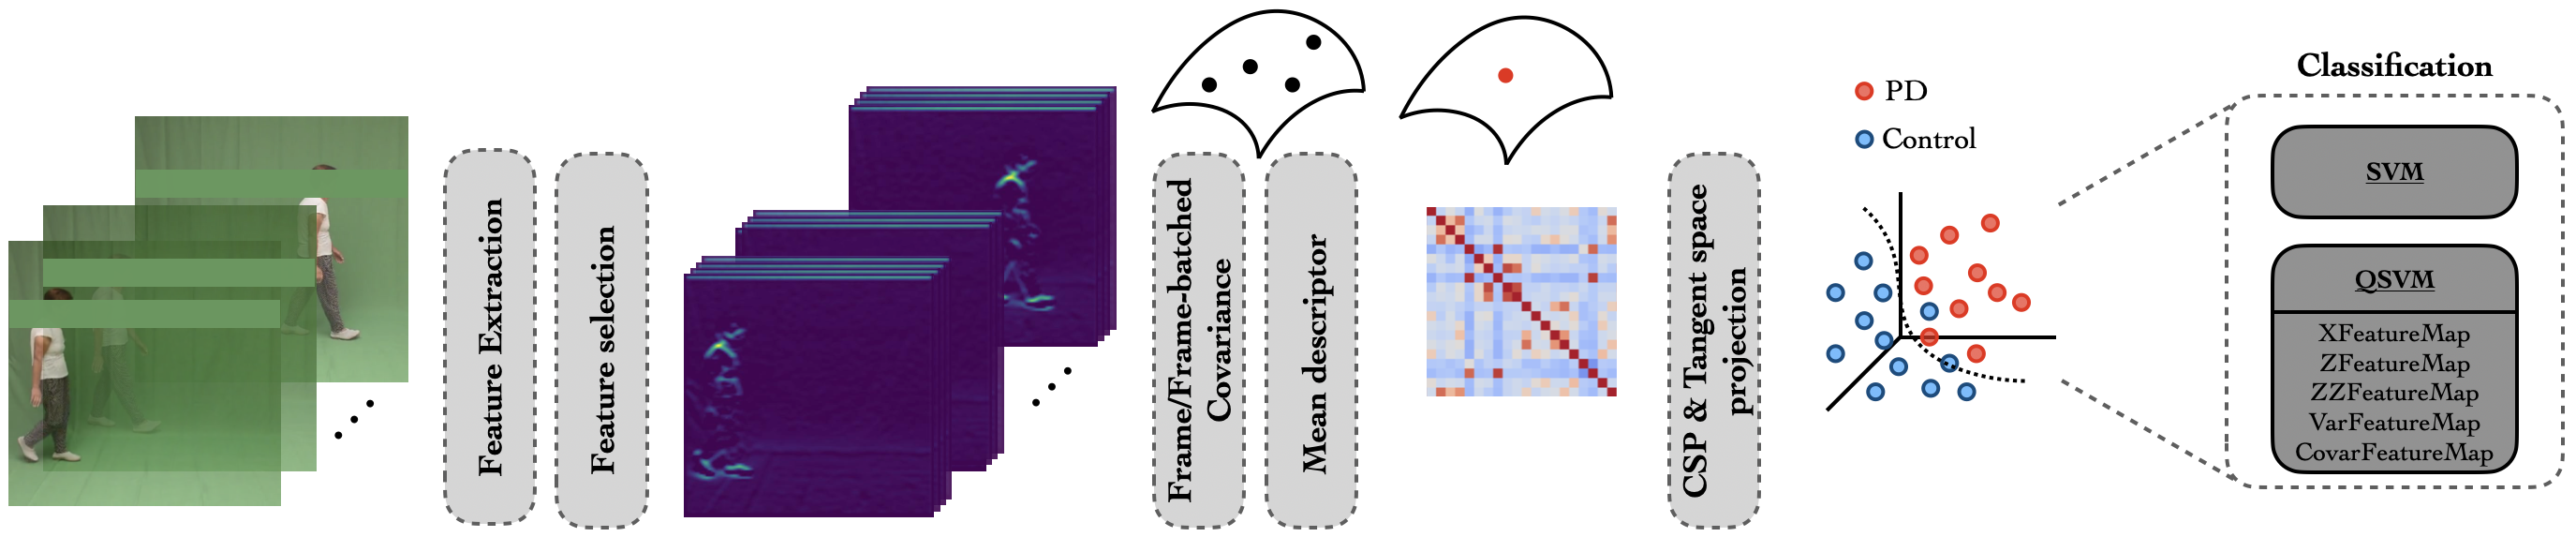 Feature Extraction
Feature selection
Frame/Frame-batched
Covariance
Mean descriptor
CSP & Tangent space
projection
PD
Control
Classification
SVM
QSVM
XFeatureMap
ZFeatureMap
ZZFeatureMap
VarFeatureMap
CovarFeatureMap